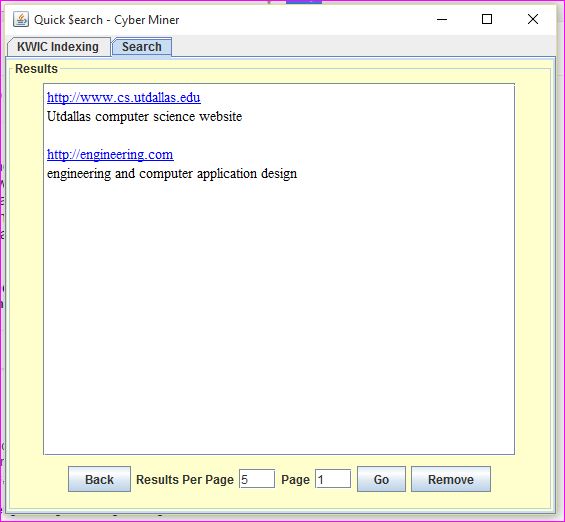 Quick $earch - Cyber Miner
KWIC Indexing Search
Results
http://www.cs.utdallas.edu
Utdallas computer science website
http://engineering.com
engineering and computer application design
Back Results Per Page 5 Page 1 Go Remove